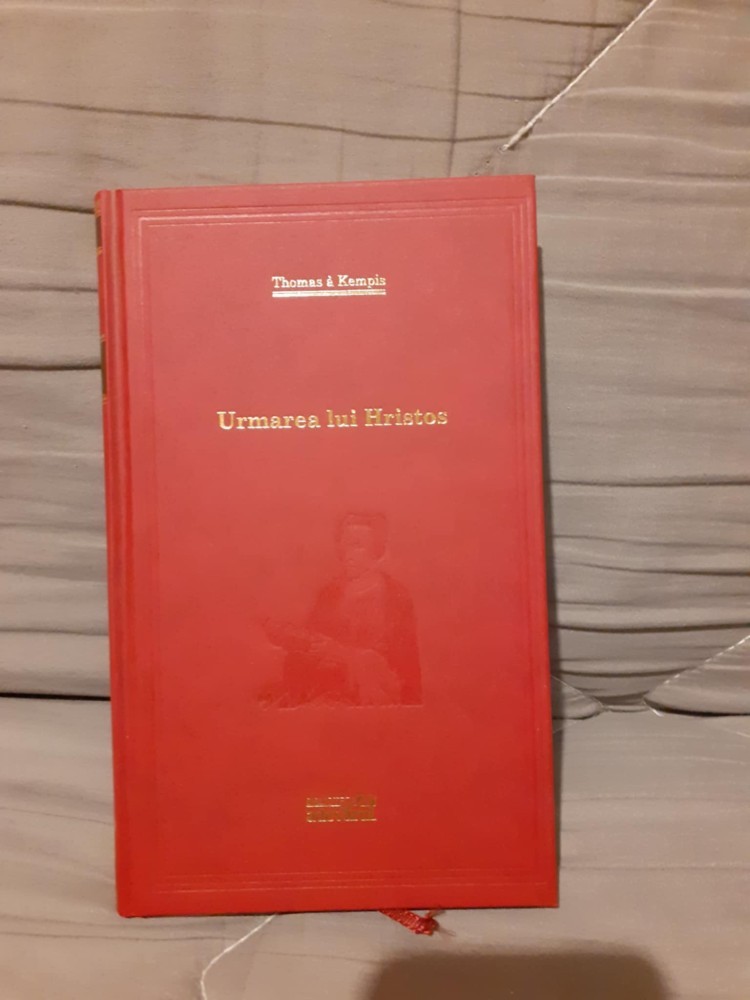 Thomas à Kempis
Urmarea lui Hristos